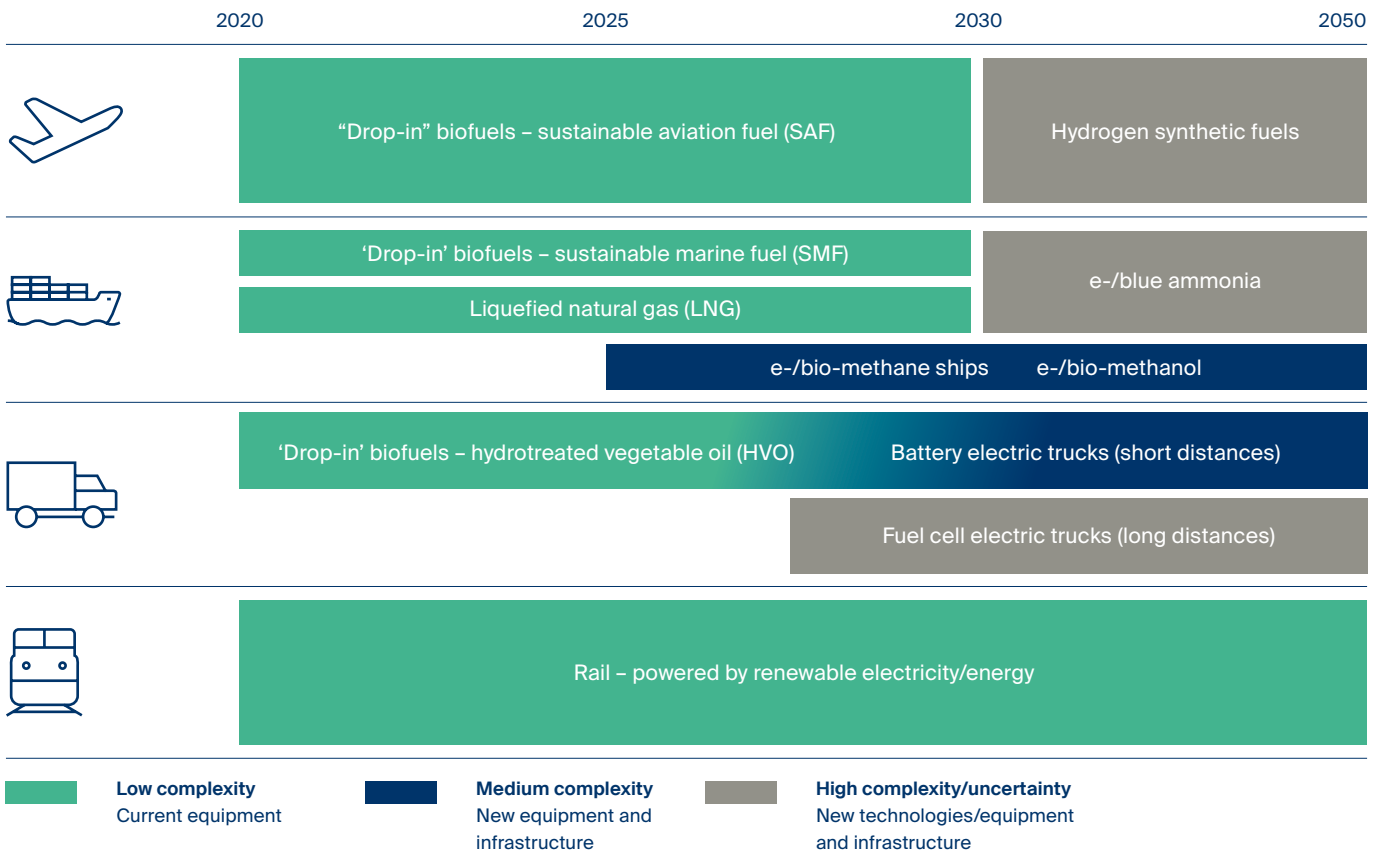 2020 2025 2030 2050
“Drop-in” biofuels – sustainable aviation fuel (SAF)
Hydrogen synthetic fuels
‘Drop-in’ biofuels – sustainable marine fuel (SMF)
Liquefied natural gas (LNG)
e-/blue ammonia
e-/bio-methane ships e-/bio-methanol
‘Drop-in’ biofuels – hydrotreated vegetable oil (HVO)
Battery electric trucks (short distances)
Fuel cell electric trucks (long distances)
Rail – powered by renewable electricity/energy
Low complexity
Current equipment
Medium complexity
New equipment and
infrastructure
High complexity/uncertainty
New technologies/equipment
and infrastructure